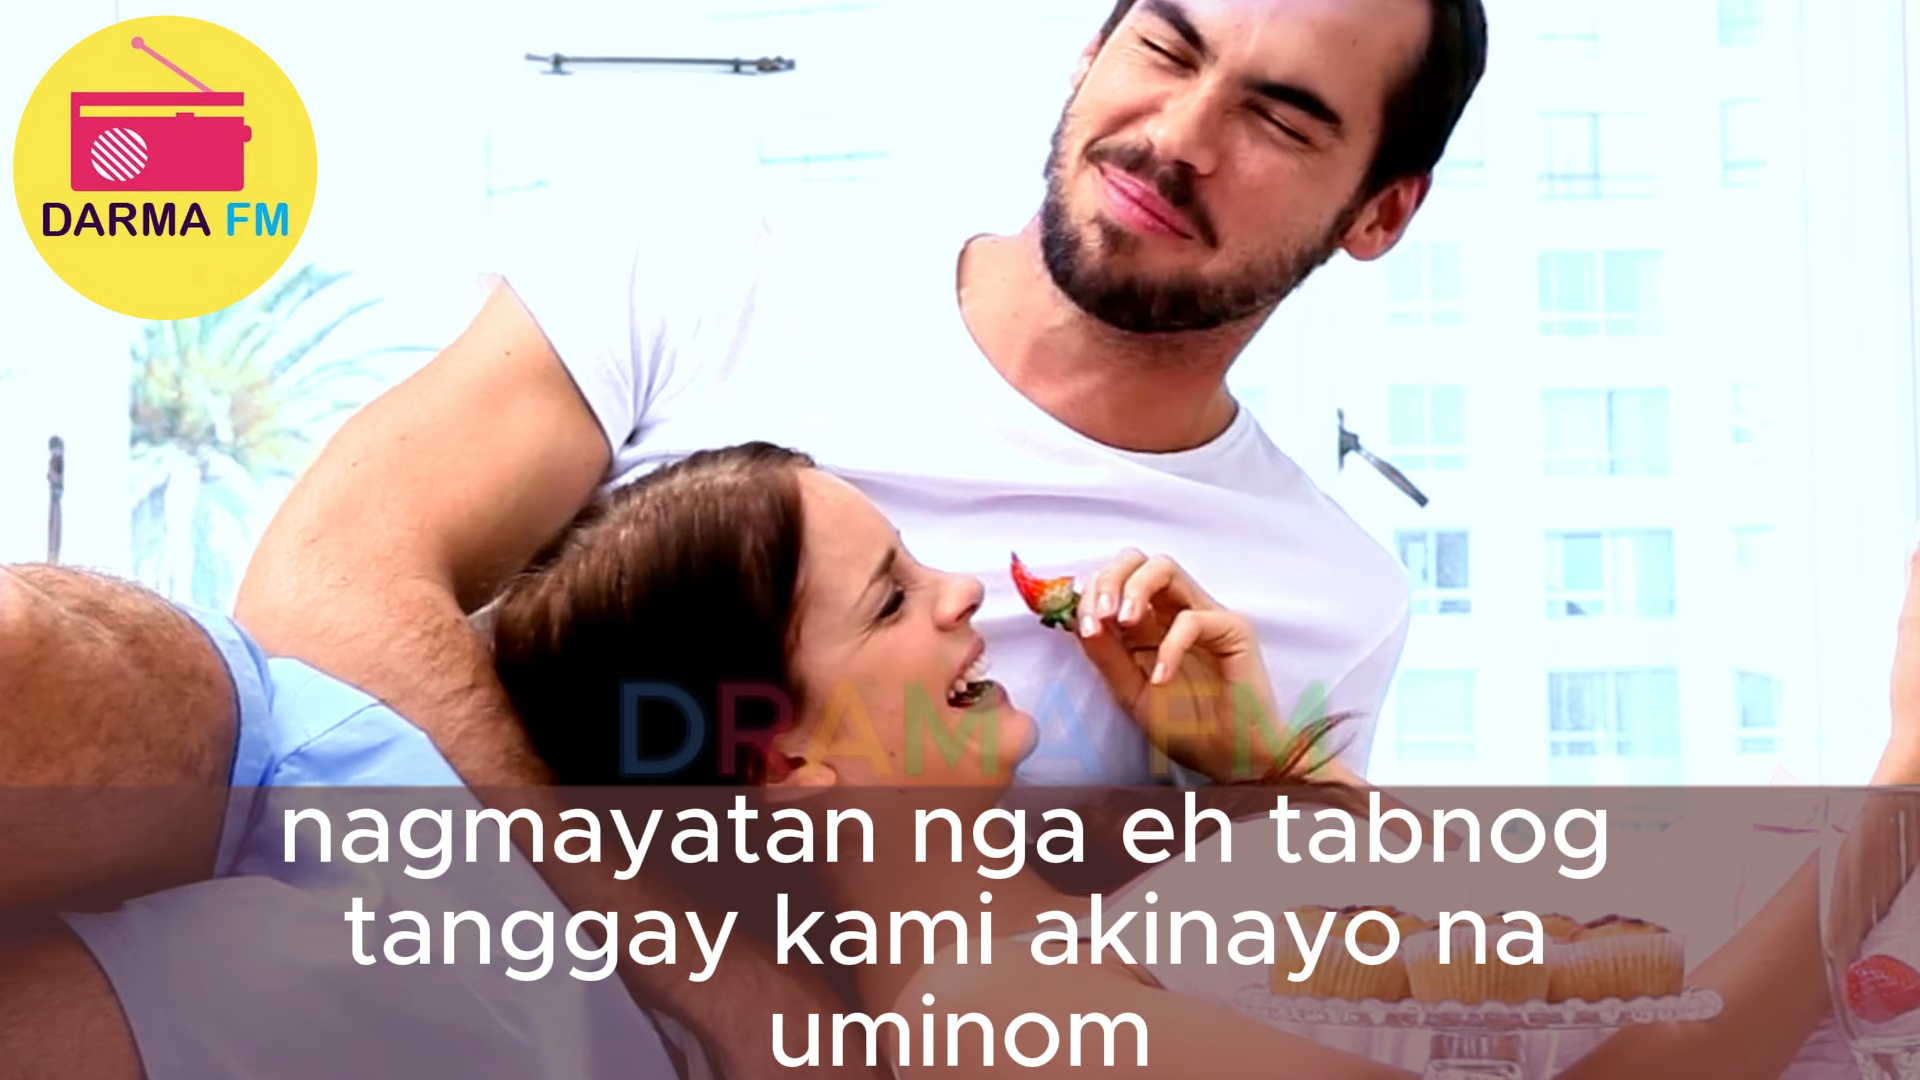 DARMA FM
DRAMA FM
nagmayatan nga eh tabnog
tanggay kami akinayo na
uminom